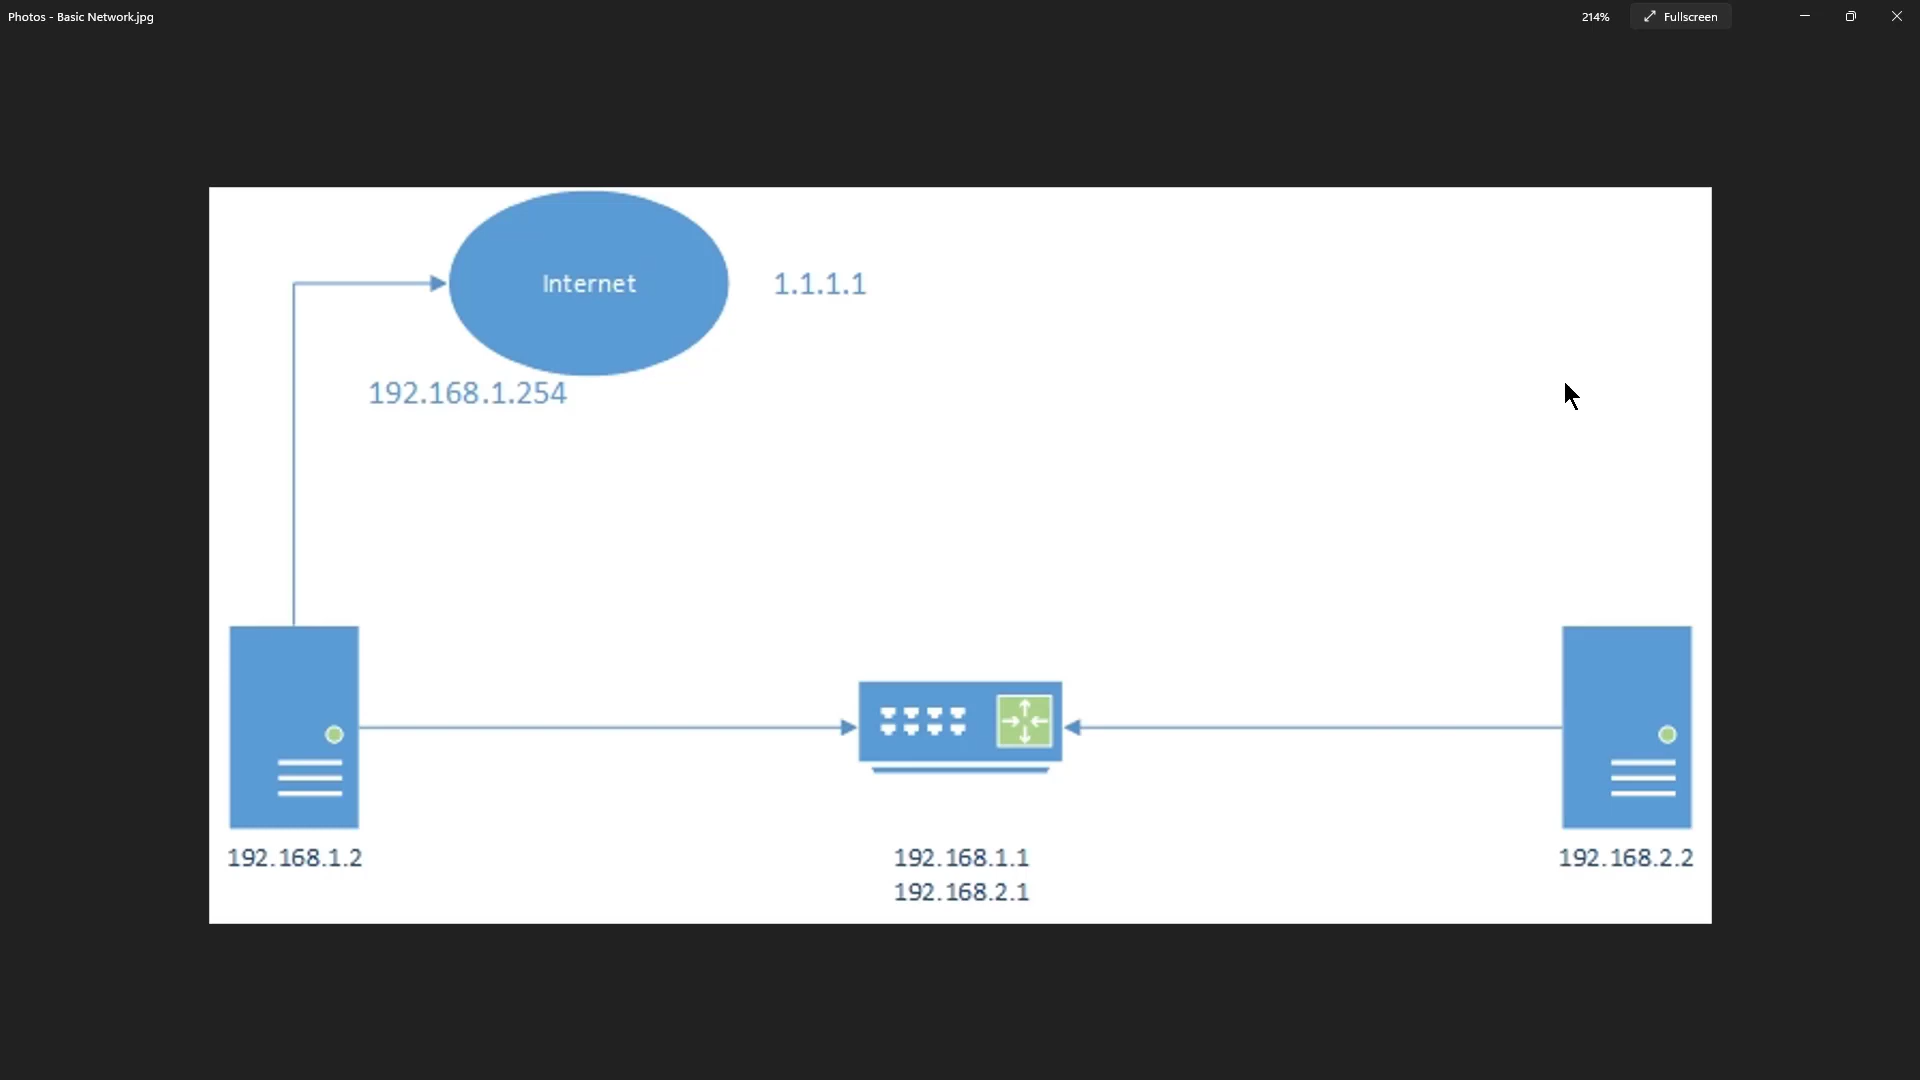 Photos - Basic Network.jpg
214%
Fullscreen
Internet
1.1.1.1
192.168.1.254
192.168.1.2
192.168.1.1
192.168.2.1
192.168.2.2